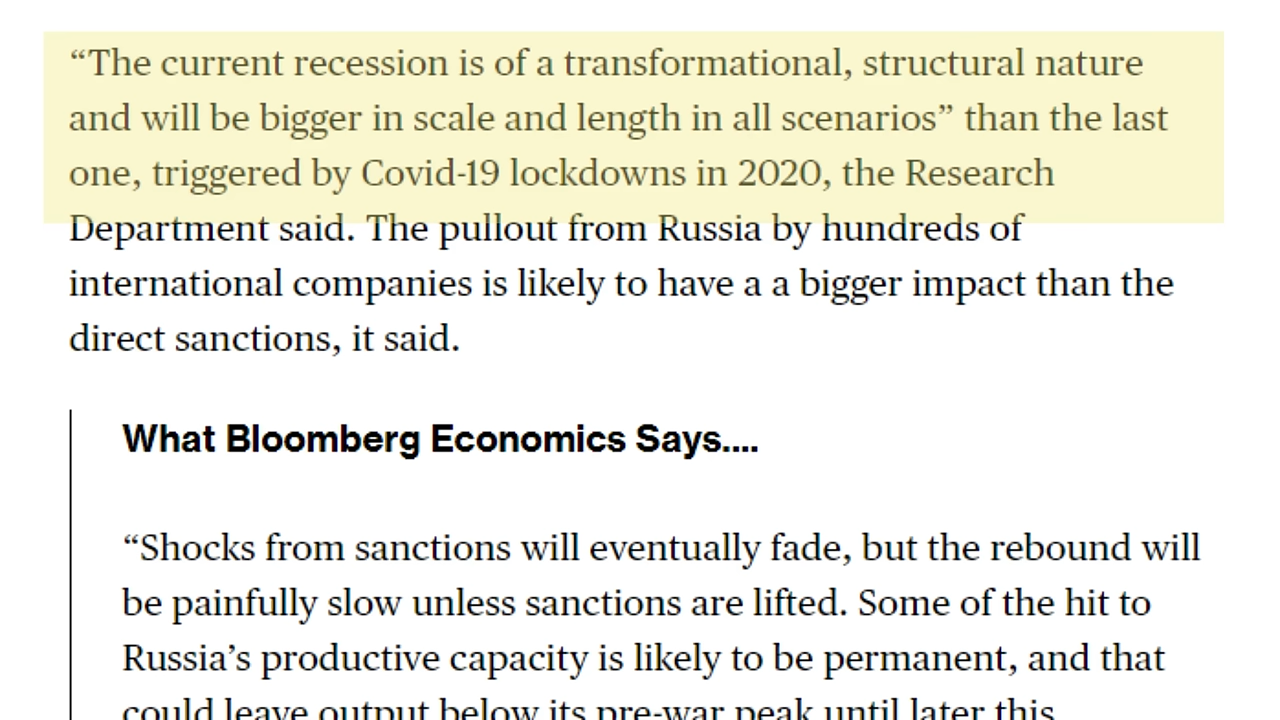 “The current recession is of a transformational, structural nature
and will be bigger in scale and length in all scenarios” than the last
one, triggered by Covid-19 lockdowns in 2020, the Research
Department said. The pullout from Russia by hundreds of
international companies is likely to have a a bigger impact than the
direct sanctions, it said.
What Bloomberg Economics Says....
“Shocks from sanctions will eventually fade, but the rebound will
be painfully slow unless sanctions are lifted. Some of the hit to
Russia’s productive capacity is likely to be permanent, and that
could leave output below its pre-war peak until later this